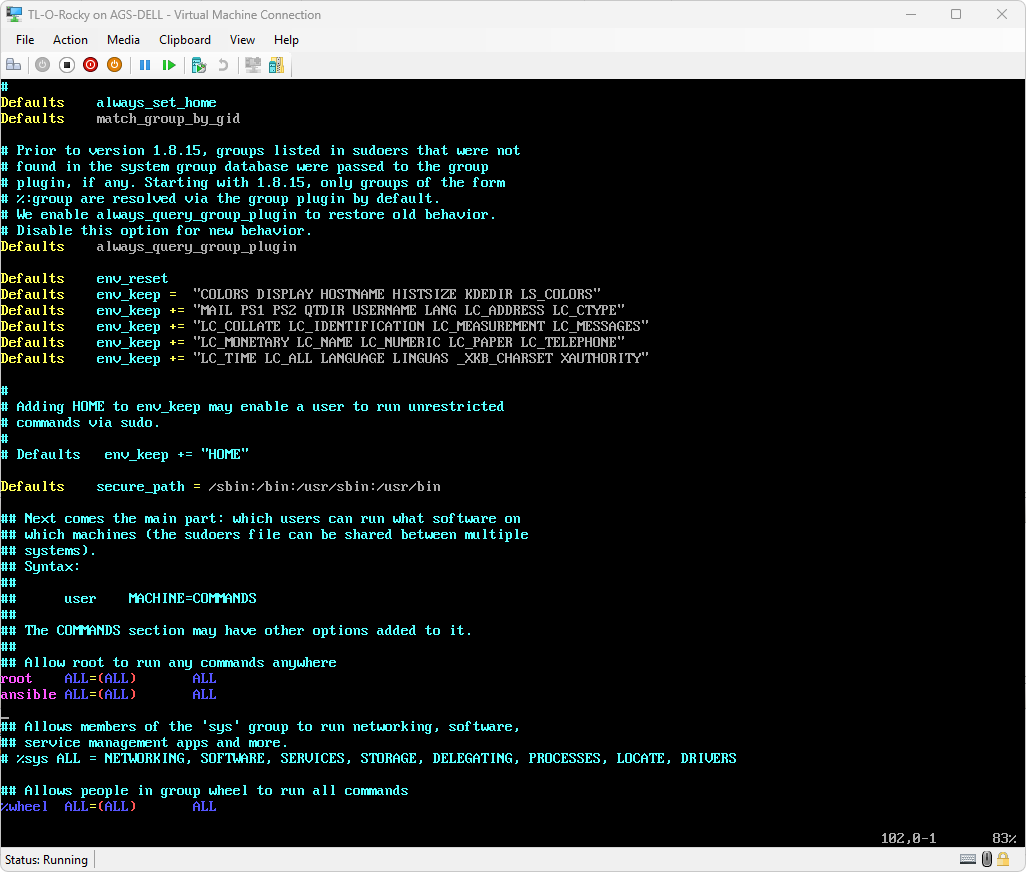 TL-O-Rocky on AGS-DELL - Virtual Machine Connection
File Action Media Clipboard View Help
#
Defaults    always_set_home
Defaults    match_group_by_gid

# Prior to version 1.8.15, groups listed in sudoers that were not
# found in the system group database were passed to the group
# plugin, if any. Starting with 1.8.15, only groups of the form
# %:group are resolved via the group plugin by default.
# We enable always_query_group_plugin to restore old behavior.
# Disable this option for new behavior.
Defaults    always_query_group_plugin

Defaults    env_reset
Defaults    env_keep =  "COLORS DISPLAY HOSTNAME HISTSIZE KDEDIR LS_COLORS"
Defaults    env_keep += "MAIL PS1 PS2 QTDIR USERNAME LANG LC_ADDRESS LC_CTYPE"
Defaults    env_keep += "LC_COLLATE LC_IDENTIFICATION LC_MEASUREMENT LC_MESSAGES"
Defaults    env_keep += "LC_MONETARY LC_NAME LC_NUMERIC LC_PAPER LC_TELEPHONE"
Defaults    env_keep += "LC_TIME LC_ALL LANGUAGE LINGUAS _XKB_CHARSET XAUTHORITY"

#
# Adding HOME to env_keep may enable a user to run unrestricted
# commands via sudo.
#
# Defaults   env_keep += "HOME"

Defaults    secure_path = /sbin:/bin:/usr/sbin:/usr/bin

## Next comes the main part: which users can run what software on
## which machines (the sudoers file can be shared between multiple
## systems).
## Syntax:
##
##      user    MACHINE=COMMANDS
##
## The COMMANDS section may have other options added to it.
##
## Allow root to run any commands anywhere
root    ALL=(ALL)       ALL
ansible ALL=(ALL)       ALL

## Allows members of the 'sys' group to run networking, software,
## service management apps and more.
# %sys ALL = NETWORKING, SOFTWARE, SERVICES, STORAGE, DELEGATING, PROCESSES, LOCATE, DRIVERS

## Allows people in group wheel to run all commands
%wheel  ALL=(ALL)       ALL
102,0-1       83%
Status: Running